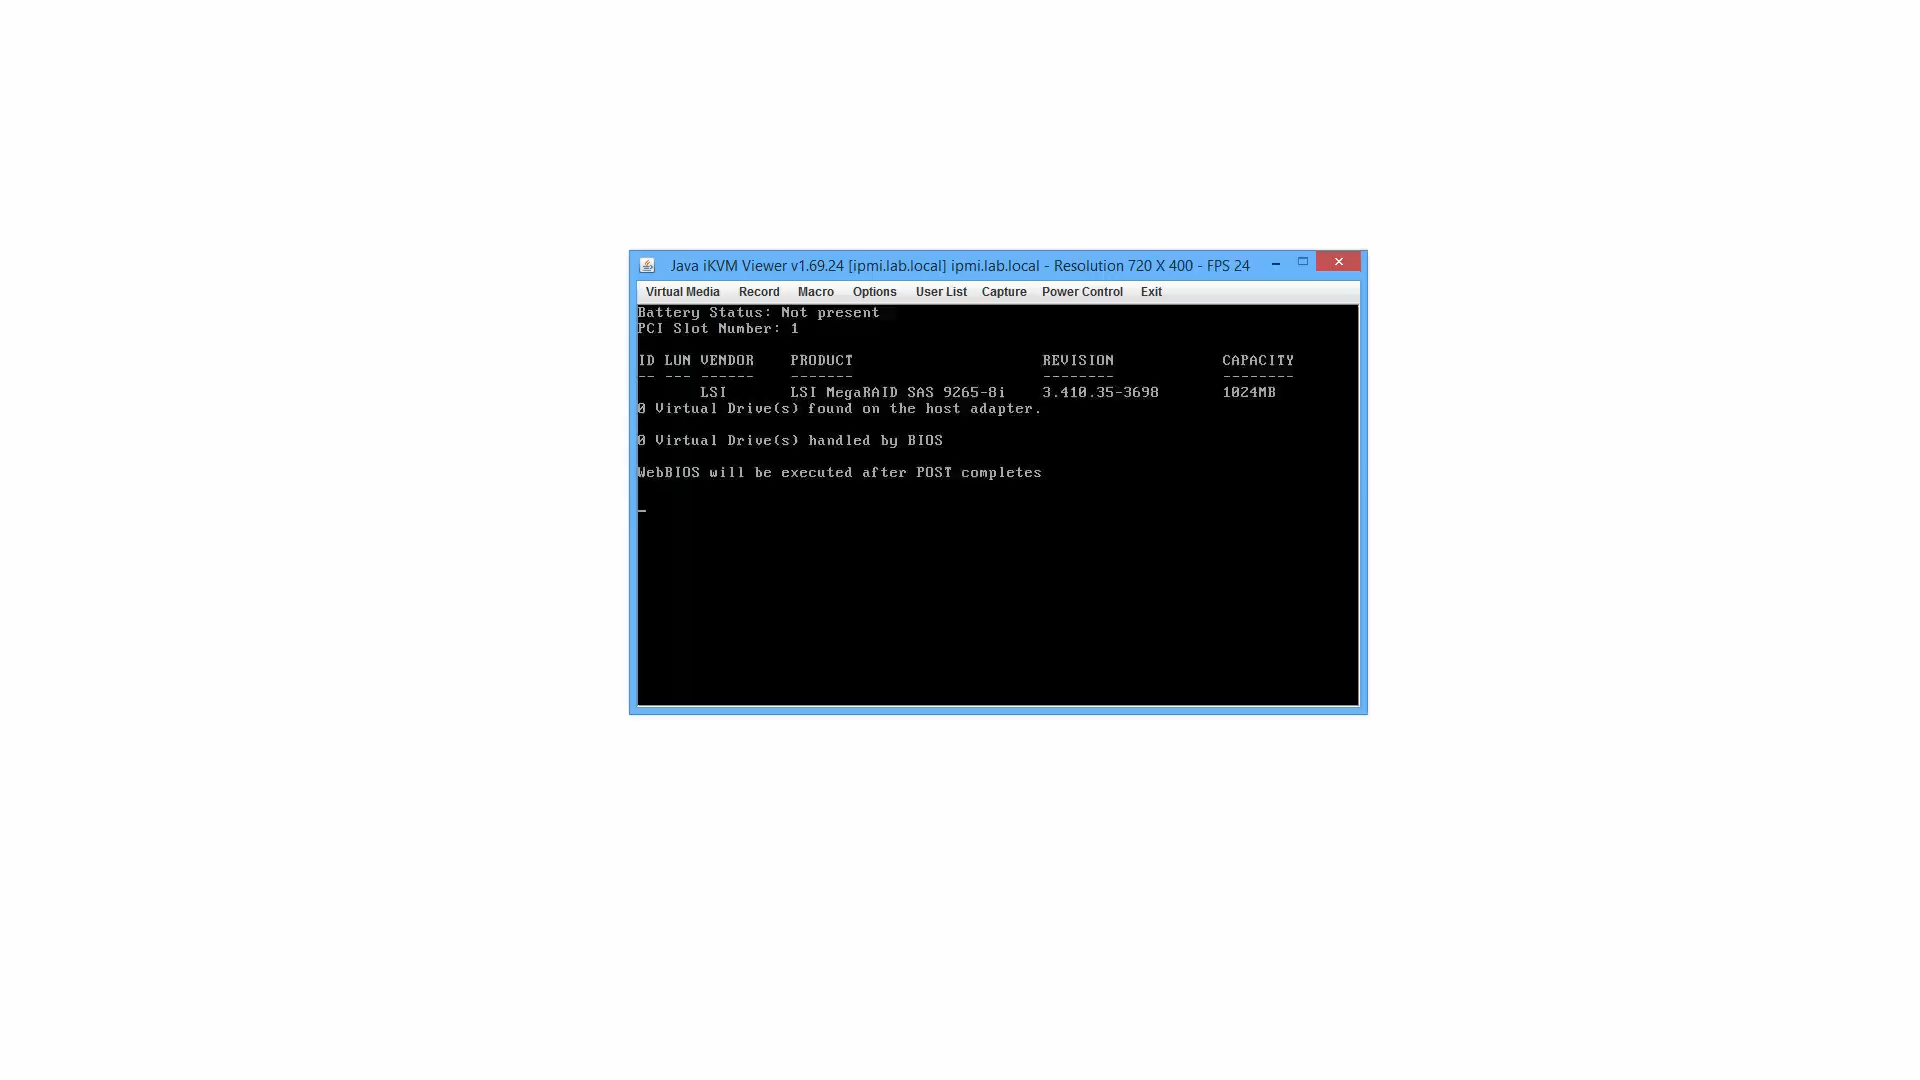 Java iKVM Viewer v1.69.24 [ipmi.lab.local] ipmi.lab.local - Resolution 720 X 400 - FPS 24
Virtual Media Record Macro Options User List Capture Power Control Exit
Battery Status: Not present
PCI Slot Number: 1
ID LUN VENDOR PRODUCT REVISION CAPACITY
-- --- ------ ------- -------- --------
LSI LSI MegaRAID SAS 9265-8i 3.410.35-3698 1024MB
0 Virtual Drive(s) found on the host adapter.
0 Virtual Drive(s) handled by BIOS
WebBIOS will be executed after POST completes
_